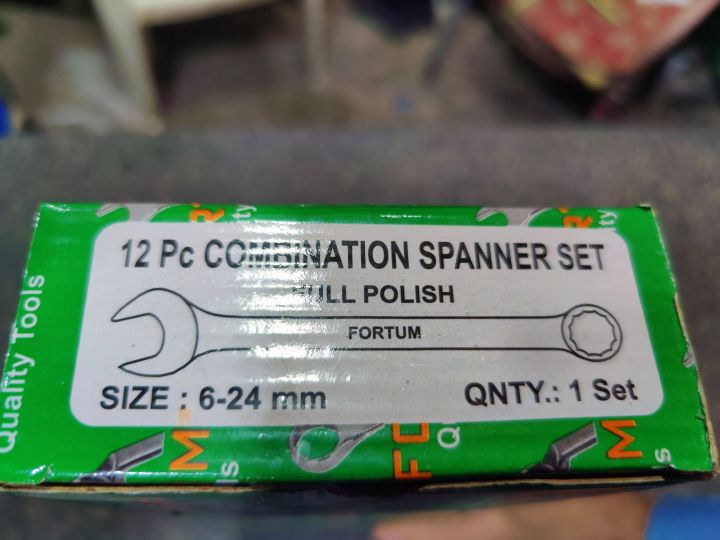 12 Pc COMBINATION SPANNER SET
FULL POLISH
FORTUM
SIZE : 6-24 mm
QNTY.: 1 Set
Quality Tools